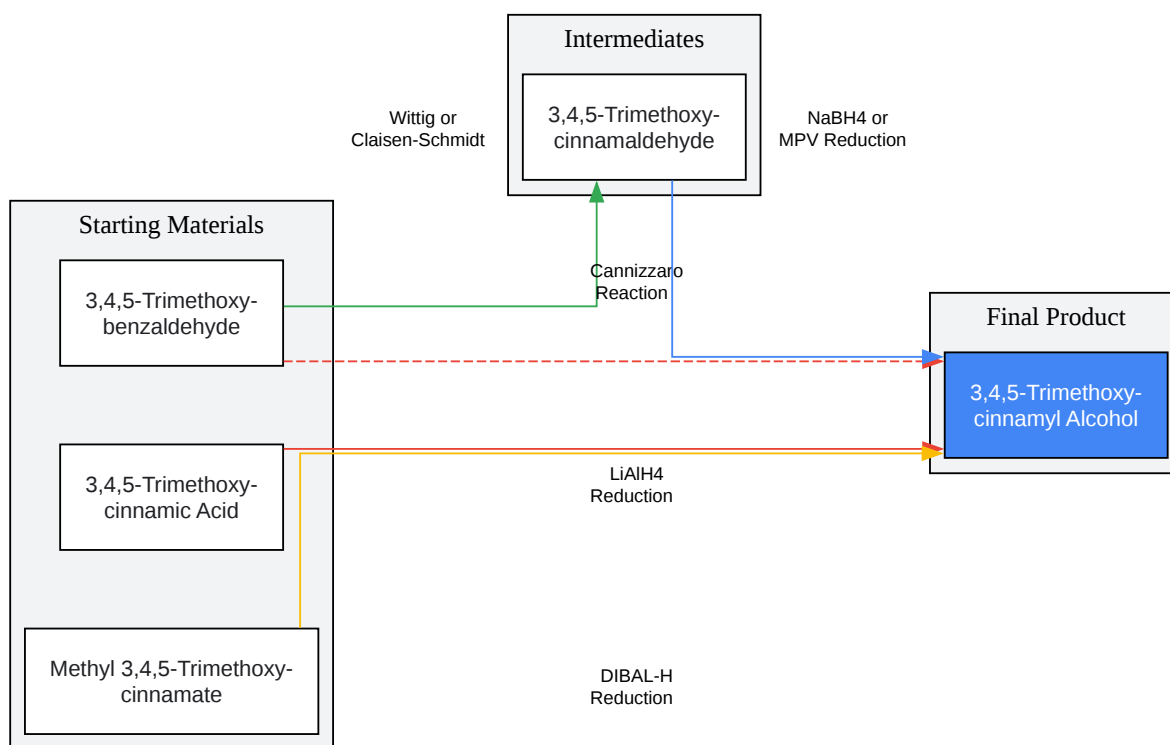 Intermediates
Wittig or
Claisen-Schmidt
3,4,5-Trimethoxy-
cinnamaldehyde
NaBH4 or
MPV Reduction
Starting Materials
3,4,5-Trimethoxy-
benzaldehyde
Cannizzaro
Reaction
Final Product
3,4,5-Trimethoxy-
cinnamyl Alcohol
3,4,5-Trimethoxy-
cinnamic Acid
LiAlH4
Reduction
Methyl 3,4,5-Trimethoxy-
cinnamate
DIBAL-H
Reduction